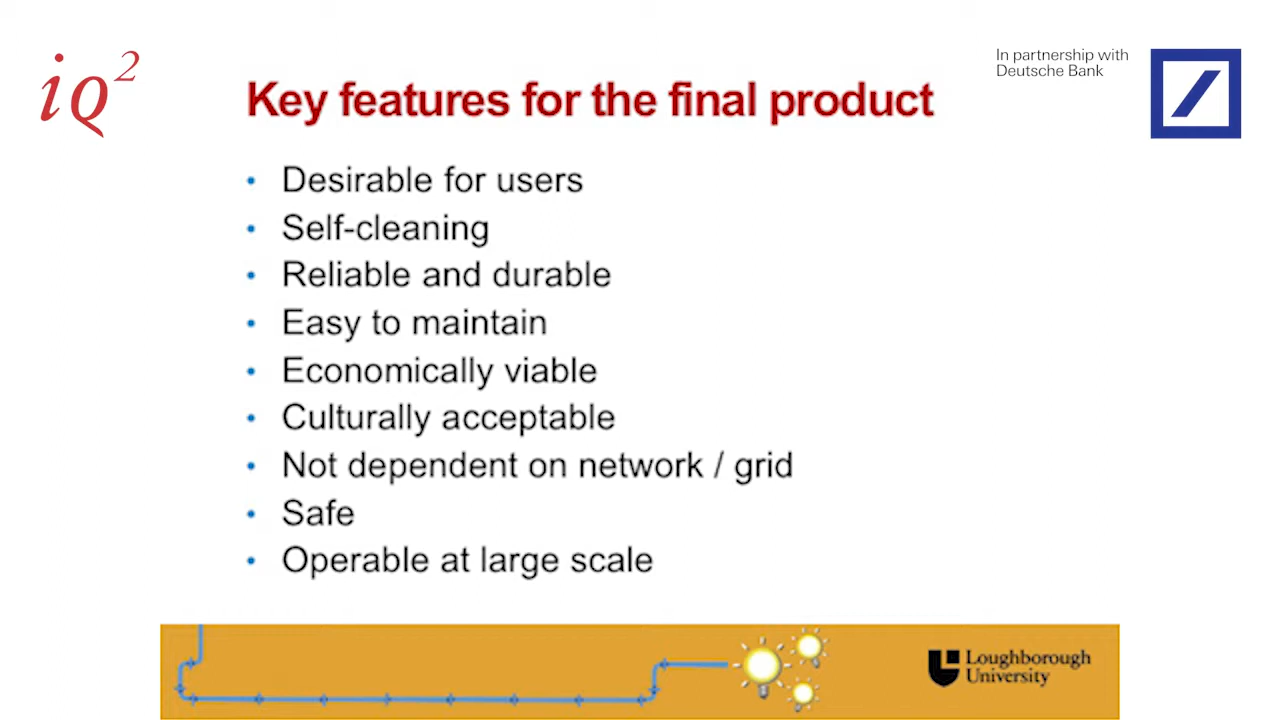 iq2
In partnership with
Deutsche Bank
Key features for the final product
• Desirable for users
• Self-cleaning
• Reliable and durable
• Easy to maintain
• Economically viable
• Culturally acceptable
• Not dependent on network / grid
• Safe
• Operable at large scale
Loughborough
University